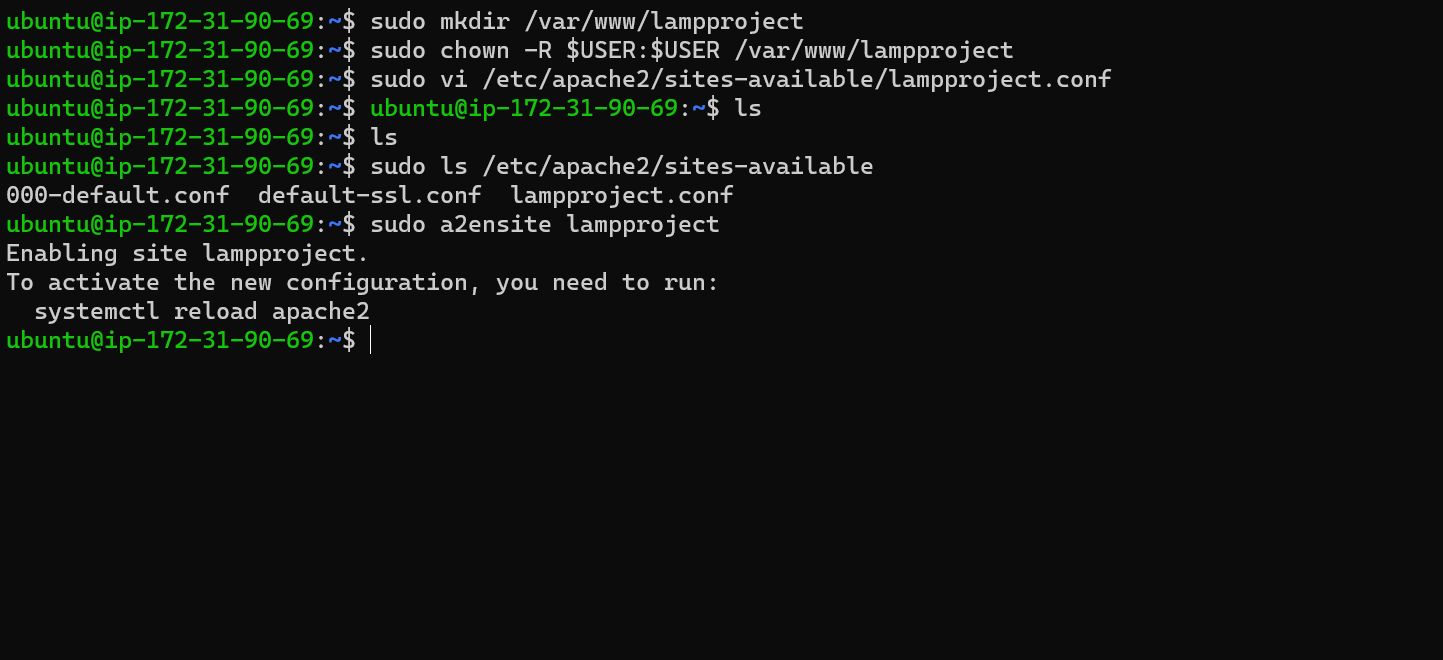 ubuntu@ip-172-31-90-69:~$ sudo mkdir /var/www/lampproject
ubuntu@ip-172-31-90-69:~$ sudo chown -R $USER:$USER /var/www/lampproject
ubuntu@ip-172-31-90-69:~$ sudo vi /etc/apache2/sites-available/lampproject.conf
ubuntu@ip-172-31-90-69:~$ ubuntu@ip-172-31-90-69:~$ ls
ubuntu@ip-172-31-90-69:~$ ls
ubuntu@ip-172-31-90-69:~$ sudo ls /etc/apache2/sites-available
000-default.conf  default-ssl.conf  lampproject.conf
ubuntu@ip-172-31-90-69:~$ sudo a2ensite lampproject
Enabling site lampproject.
To activate the new configuration, you need to run:
  systemctl reload apache2
ubuntu@ip-172-31-90-69:~$